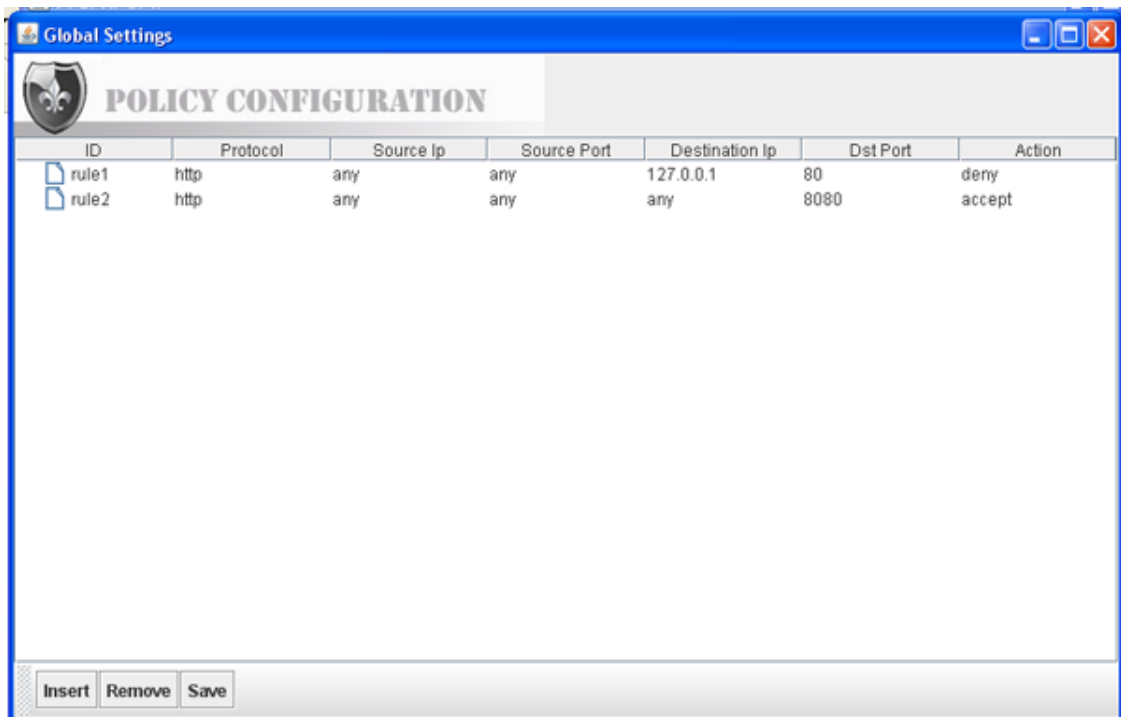 Global Settings
POLICY CONFIGURATION
ID Protocol Source Ip Source Port Destination Ip Dst Port Action
rule1 http any any 127.0.0.1 80 deny
rule2 http any any any 8080 accept
Insert Remove Save